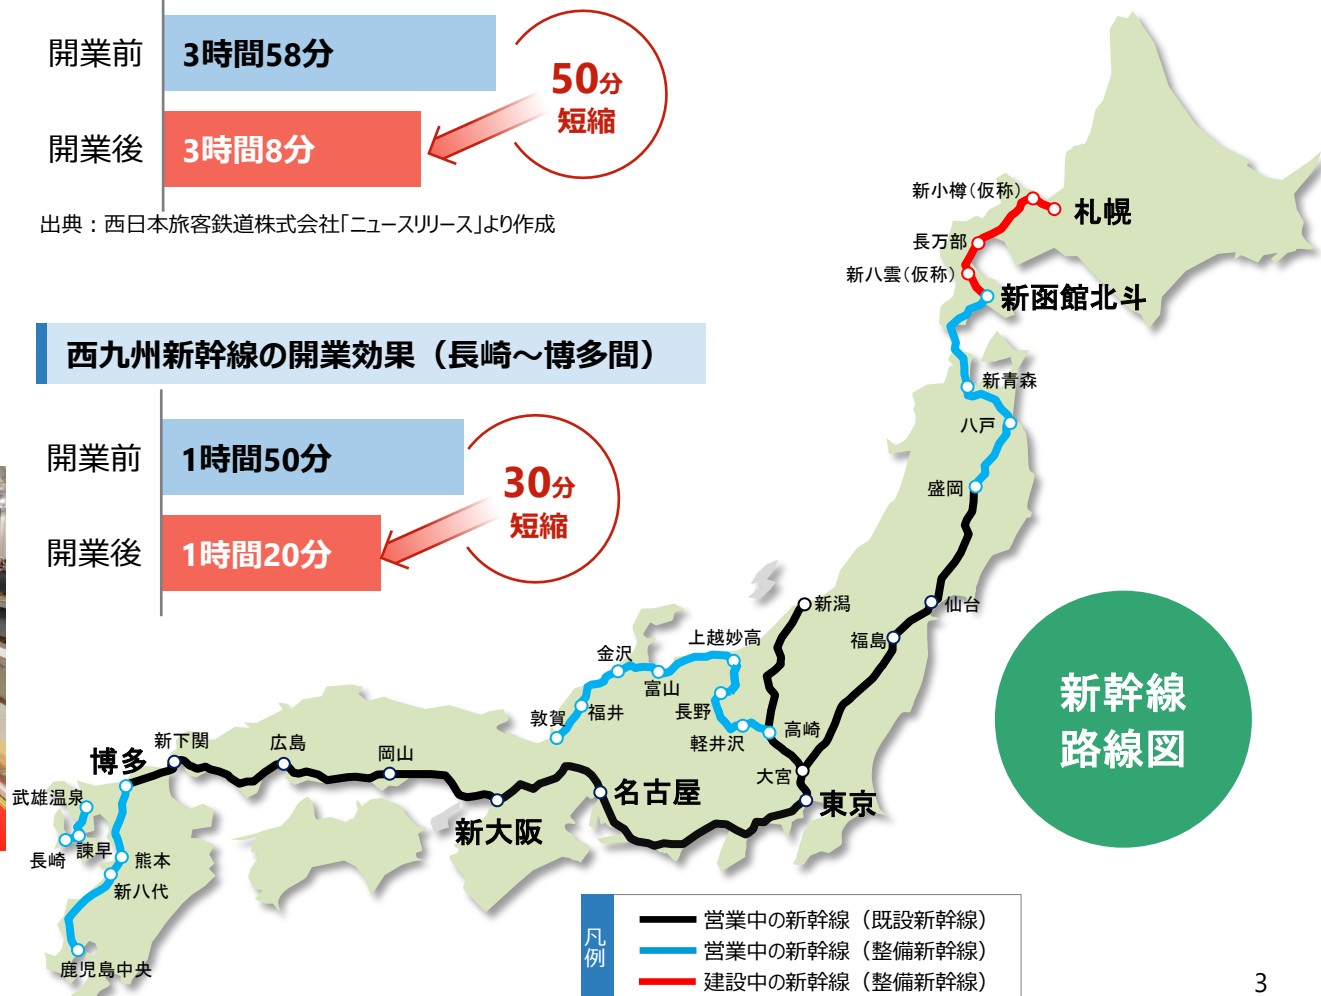 開業前
3時間58分
50分
短縮
開業後
3時間8分
出典：西日本旅客鉄道株式会社「ニュースリリース」より作成
西九州新幹線の開業効果（長崎～博多間）
開業前
1時間50分
30分
短縮
開業後
1時間20分
新小樽（仮称）
札幌
長万部
新八雲（仮称）
新函館北斗
新青森
八戸
盛岡
仙台
福島
新潟
上越妙高
金沢
富山
長野
福井
敦賀
軽井沢
高崎
大宮
東京
名古屋
新大阪
岡山
広島
新下関
博多
武雄温泉
諫早
長崎
熊本
新八代
鹿児島中央
新幹線
路線図
凡例
営業中の新幹線（既設新幹線）
営業中の新幹線（整備新幹線）
建設中の新幹線（整備新幹線）
3